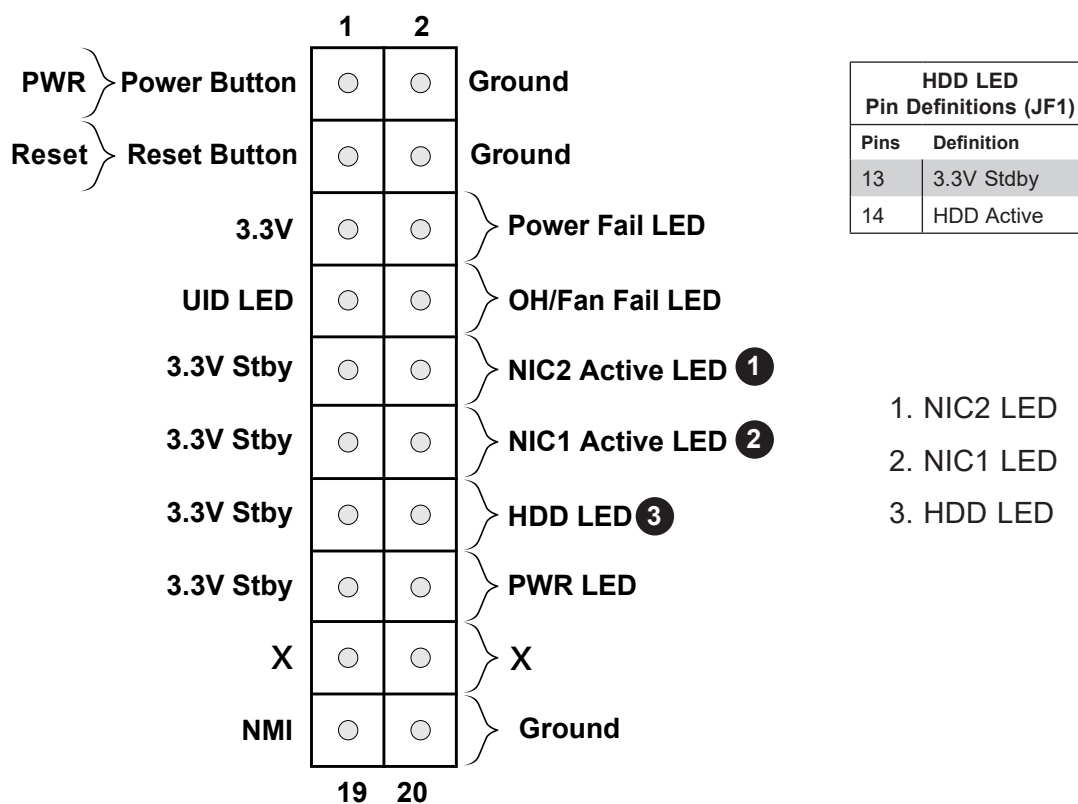 1 2
PWR Power Button Ground
Reset Reset Button Ground
3.3V Power Fail LED
UID LED OH/Fan Fail LED
3.3V Stby NIC2 Active LED 1
3.3V Stby NIC1 Active LED 2
3.3V Stby HDD LED 3
3.3V Stby PWR LED
X X
NMI Ground
19 20
HDD LED
Pin Definitions (JF1)
Pins Definition
13 3.3V Stdby
14 HDD Active
1. NIC2 LED
2. NIC1 LED
3. HDD LED